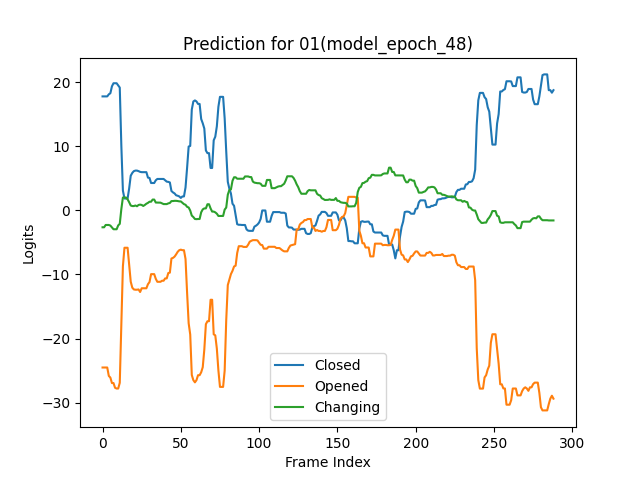 Prediction for 01(model_epoch_48)
20
10
0
−10
−20
−30
Logits
Closed
Opened
Changing
0 50 100 150 200 250 300
Frame Index